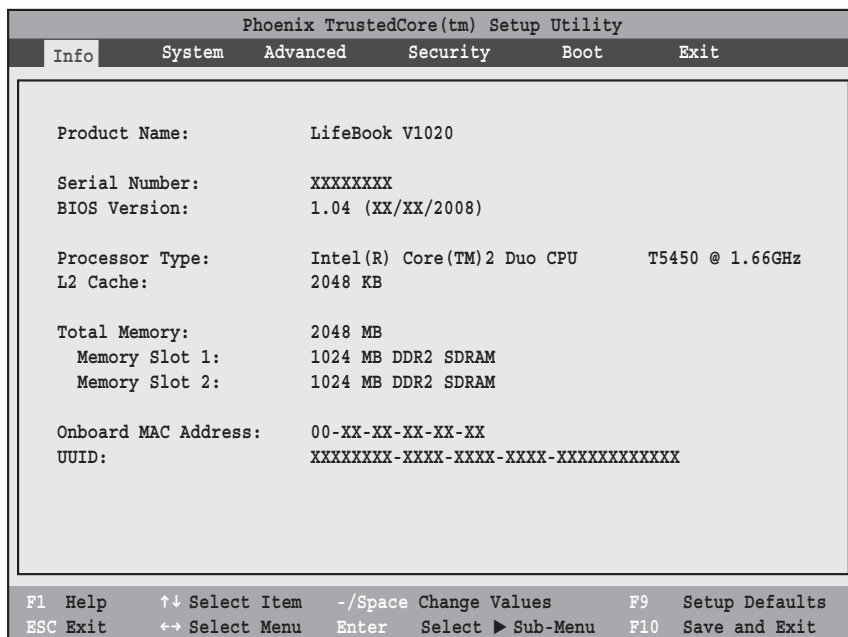 Phoenix TrustedCore(tm) Setup Utility
Info System Advanced Security Boot Exit
Product Name: LifeBook V1020
Serial Number: XXXXXXXX
BIOS Version: 1.04 (XX/XX/2008)
Processor Type: Intel(R) Core(TM)2 Duo CPU T5450 @ 1.66GHz
L2 Cache: 2048 KB
Total Memory: 2048 MB
Memory Slot 1: 1024 MB DDR2 SDRAM
Memory Slot 2: 1024 MB DDR2 SDRAM
Onboard MAC Address: 00-XX-XX-XX-XX-XX
UUID: XXXXXXXX-XXXX-XXXX-XXXX-XXXXXXXXXXXX
F1 Help ↑↓ Select Item -/Space Change Values F9 Setup Defaults
ESC Exit ←→ Select Menu Enter Select ▶ Sub-Menu F10 Save and Exit